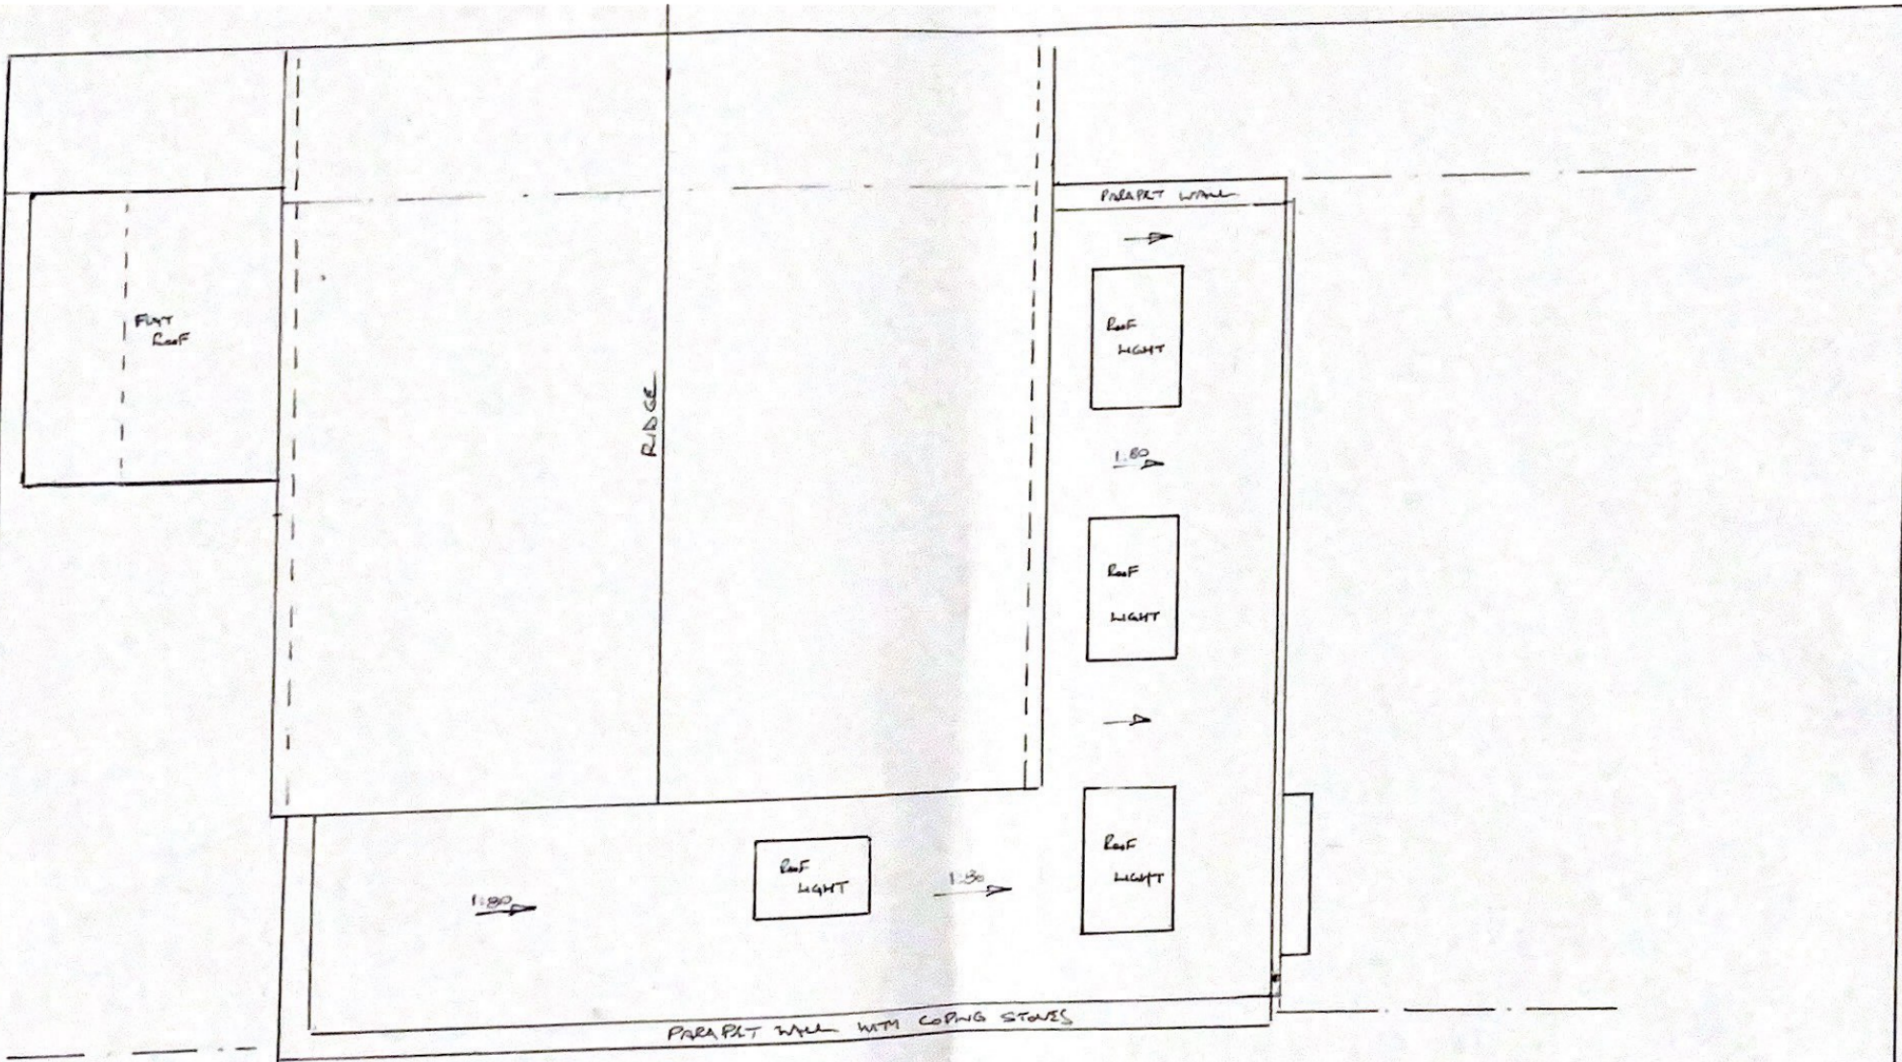 PARAPET WALL
FLAT
ROOF
ROOF
LIGHT
RIDGE
1:80
ROOF
LIGHT
ROOF
LIGHT
ROOF
LIGHT
1:80
1:80
PARAPET WALL WITH COPING STONES